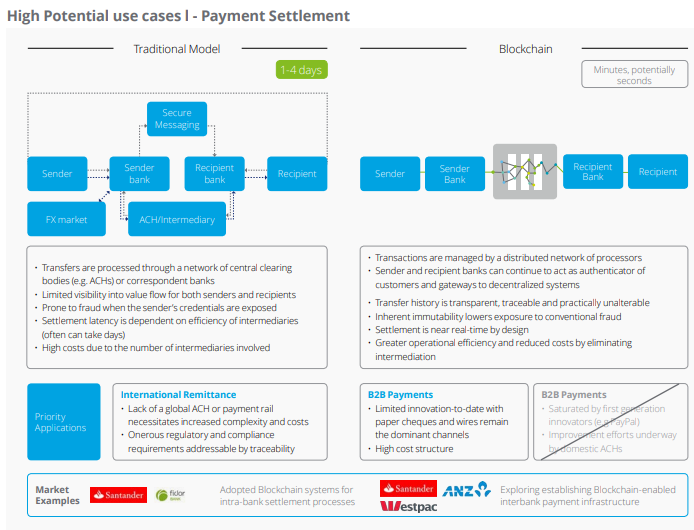 High Potential use cases l - Payment Settlement
Traditional Model
1-4 days
Secure
Messaging
Sender
Sender
bank
Recipient
bank
Recipient
FX market
ACH/Intermediary
Blockchain
Minutes, potentially
seconds
Sender
Sender
Bank
Recipient
Bank
Recipient
• Transfers are processed through a network of central clearing
bodies (e.g. ACHs) or correspondent banks
• Limited visibility into value flow for both senders and recipients
• Prone to fraud when the sender's credentials are exposed
• Settlement latency is dependent on efficiency of intermediaries
(often can take days)
• High costs due to the number of intermediaries involved
• Transactions are managed by a distributed network of processors
• Sender and recipient banks can continue to act as authenticator of
customers and gateways to decentralized systems
• Transfer history is transparent, traceable and practically unalterable
• Inherent immutability lowers exposure to conventional fraud
• Settlement is near real-time by design
• Greater operational efficiency and reduced costs by eliminating
intermediation
Priority
Applications
International Remittance
• Lack of a global ACH or payment rail
necessitates increased complexity and costs
• Onerous regulatory and compliance
requirements addressable by traceability
B2B Payments
• Limited innovation-to-date with
paper cheques and wires remain
the dominant channels
• High cost structure
B2B Payments
• Saturated by first generation
innovators (e.g PayPal)
• Improvement efforts underway
by domestic ACHs
Market
Examples
Santander
fidor
BANK
Adopted Blockchain systems for
intra-bank settlement processes
Santander
ANZ
Westpac
Exploring establishing Blockchain-enabled
interbank payment infrastructure